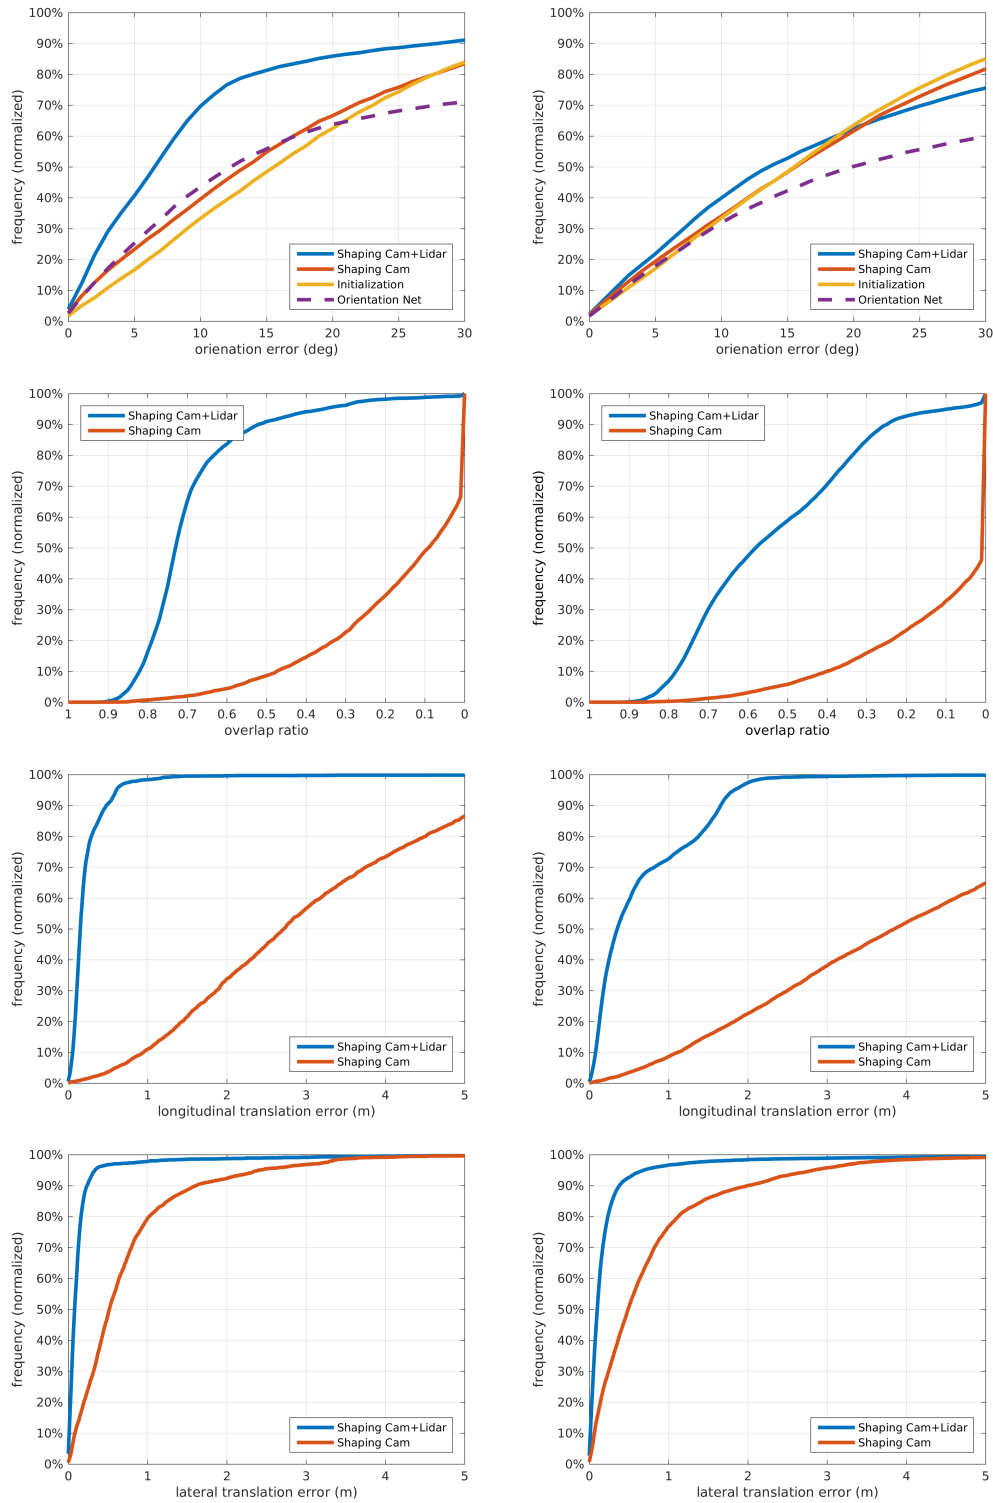 100%
90%
80%
70%
60%
50%
40%
30%
20%
10%
0%
frequency (normalized)
Shaping Cam+Lidar
Shaping Cam
Initialization
Orientation Net
0 5 10 15 20 25 30
orienation error (deg)
100%
90%
80%
70%
60%
50%
40%
30%
20%
10%
0%
frequency (normalized)
Shaping Cam+Lidar
Shaping Cam
Initialization
Orientation Net
0 5 10 15 20 25 30
orienation error (deg)
100%
90%
80%
70%
60%
50%
40%
30%
20%
10%
0%
frequency (normalized)
Shaping Cam+Lidar
Shaping Cam
1 0.9 0.8 0.7 0.6 0.5 0.4 0.3 0.2 0.1 0
overlap ratio
100%
90%
80%
70%
60%
50%
40%
30%
20%
10%
0%
frequency (normalized)
Shaping Cam+Lidar
Shaping Cam
1 0.9 0.8 0.7 0.6 0.5 0.4 0.3 0.2 0.1 0
overlap ratio
100%
90%
80%
70%
60%
50%
40%
30%
20%
10%
0%
frequency (normalized)
Shaping Cam+Lidar
Shaping Cam
0 1 2 3 4 5
longitudinal translation error (m)
100%
90%
80%
70%
60%
50%
40%
30%
20%
10%
0%
frequency (normalized)
Shaping Cam+Lidar
Shaping Cam
0 1 2 3 4 5
longitudinal translation error (m)
100%
90%
80%
70%
60%
50%
40%
30%
20%
10%
0%
frequency (normalized)
Shaping Cam+Lidar
Shaping Cam
0 1 2 3 4 5
lateral translation error (m)
100%
90%
80%
70%
60%
50%
40%
30%
20%
10%
0%
frequency (normalized)
Shaping Cam+Lidar
Shaping Cam
0 1 2 3 4 5
lateral translation error (m)